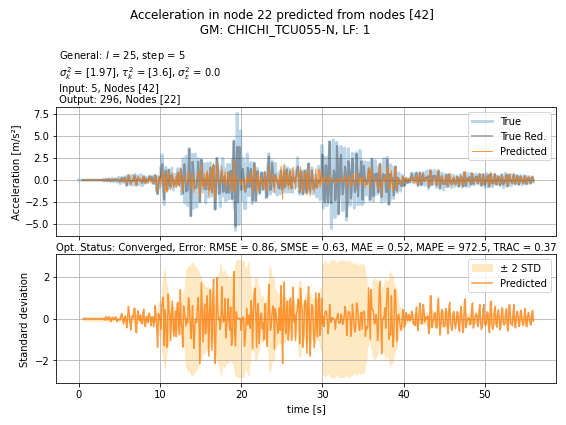 Acceleration in node 22 predicted from nodes [42]
GM: CHICHI_TCU055-N, LF: 1
General: l = 25, step = 5
σ²ₖ = [1.97], τ²ₖ = [3.6], σ²ε = 0.0
Input: 5, Nodes [42]
Output: 296, Nodes [22]
Acceleration [m/s²]
7.5
5.0
2.5
0.0
−2.5
−5.0
True
True Red.
Predicted
Opt. Status: Converged, Error: RMSE = 0.86, SMSE = 0.63, MAE = 0.52, MAPE = 972.5, TRAC = 0.37
Standard deviation
2
0
−2
± 2 STD
Predicted
0 10 20 30 40 50
time [s]